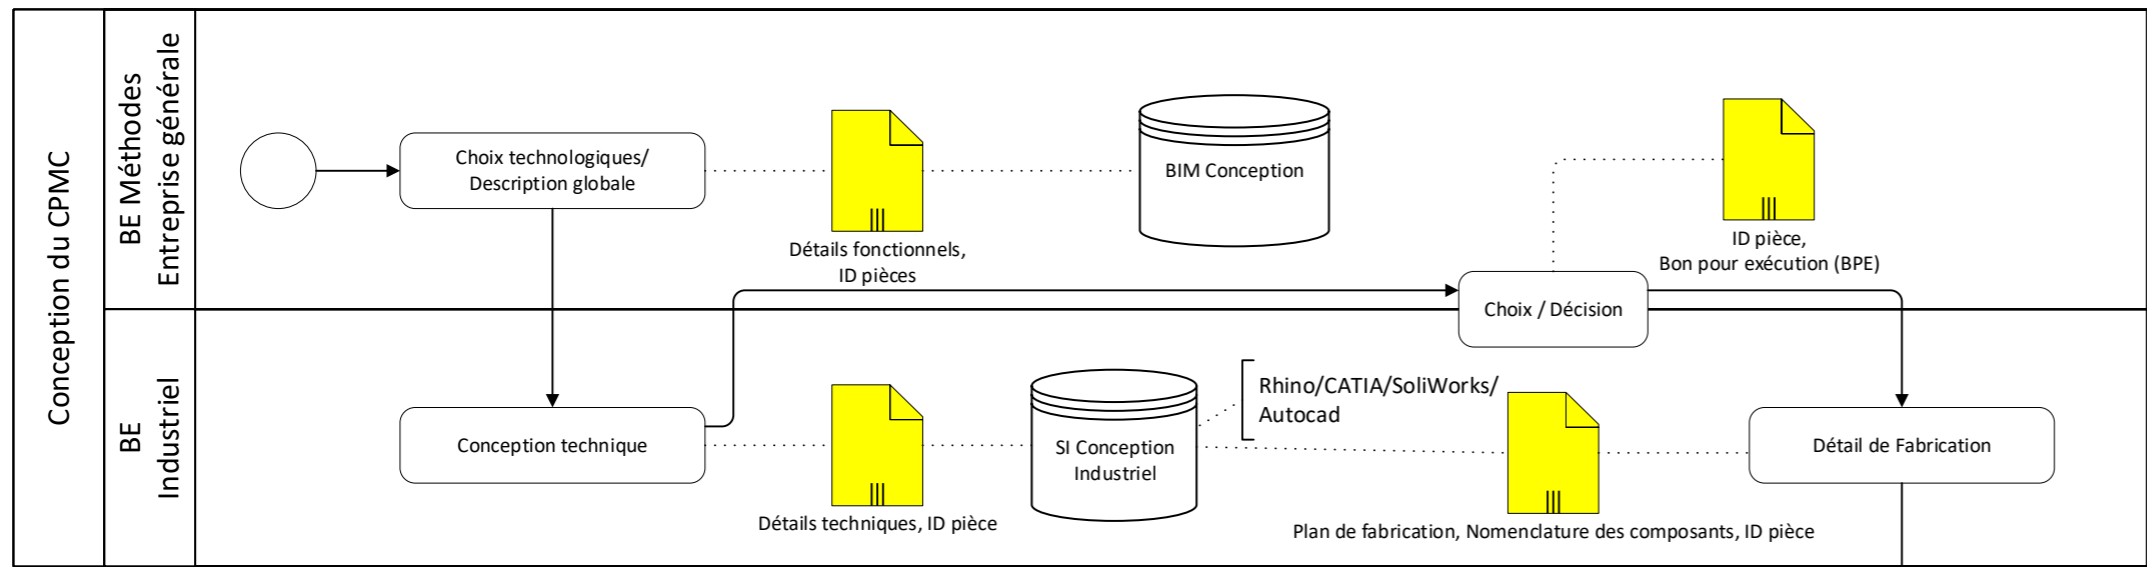 Conception du CPMC
BE Méthodes
Entreprise générale
Choix technologiques/
Description globale
Détails fonctionnels,
ID pièces
BIM Conception
ID pièce,
Bon pour exécution (BPE)
Choix / Décision
BE
Industriel
Conception technique
Détails techniques, ID pièce
SI Conception
Industriel
Rhino/CATIA/SoliWorks/
Autocad
Plan de fabrication, Nomenclature des composants, ID pièce
Détail de Fabrication